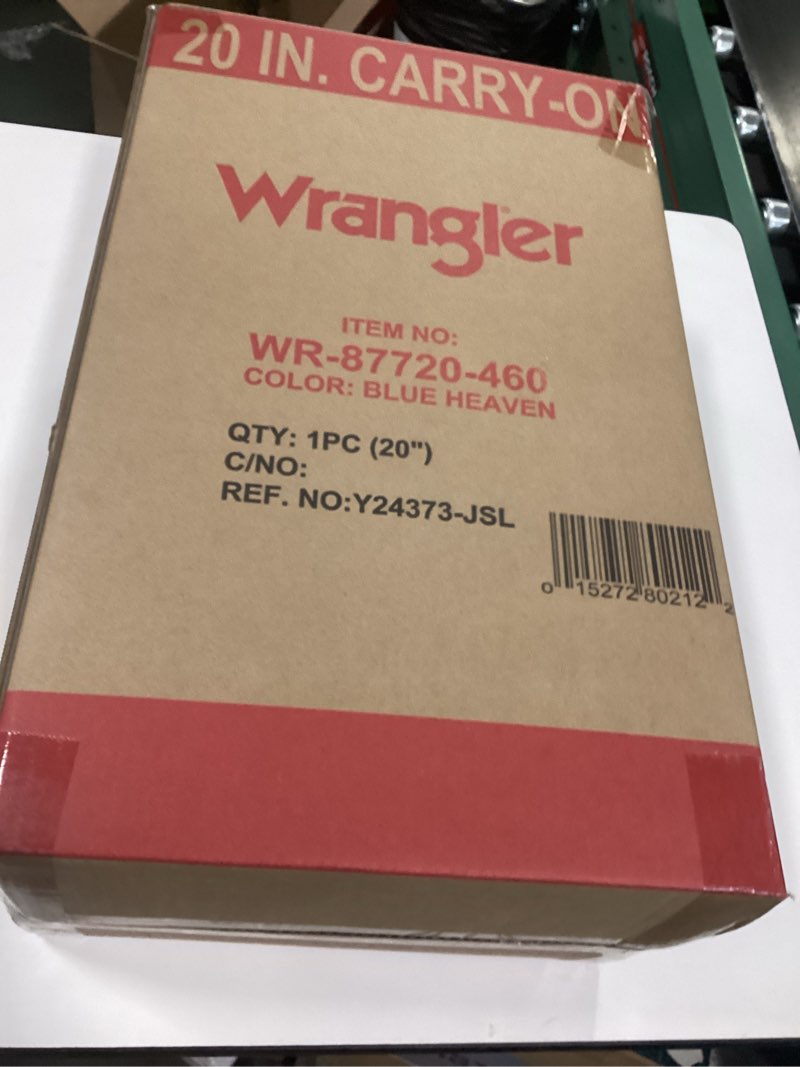 20 IN. CARRY-ON
Wrangler
ITEM NO:
WR-87720-460
COLOR: BLUE HEAVEN
QTY: 1PC (20")
C/NO:
REF. NO:Y24373-JSL
0 15272 80212 2